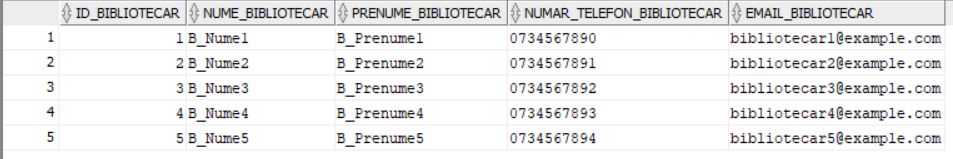 ID_BIBLIOTECAR NUME_BIBLIOTECAR PRENUME_BIBLIOTECAR NUMAR_TELEFON_BIBLIOTECAR EMAIL_BIBLIOTECAR
1 1 B_Nume1 B_Prenume1 0734567890 bibliotecar1@example.com
2 2 B_Nume2 B_Prenume2 0734567891 bibliotecar2@example.com
3 3 B_Nume3 B_Prenume3 0734567892 bibliotecar3@example.com
4 4 B_Nume4 B_Prenume4 0734567893 bibliotecar4@example.com
5 5 B_Nume5 B_Prenume5 0734567894 bibliotecar5@example.com